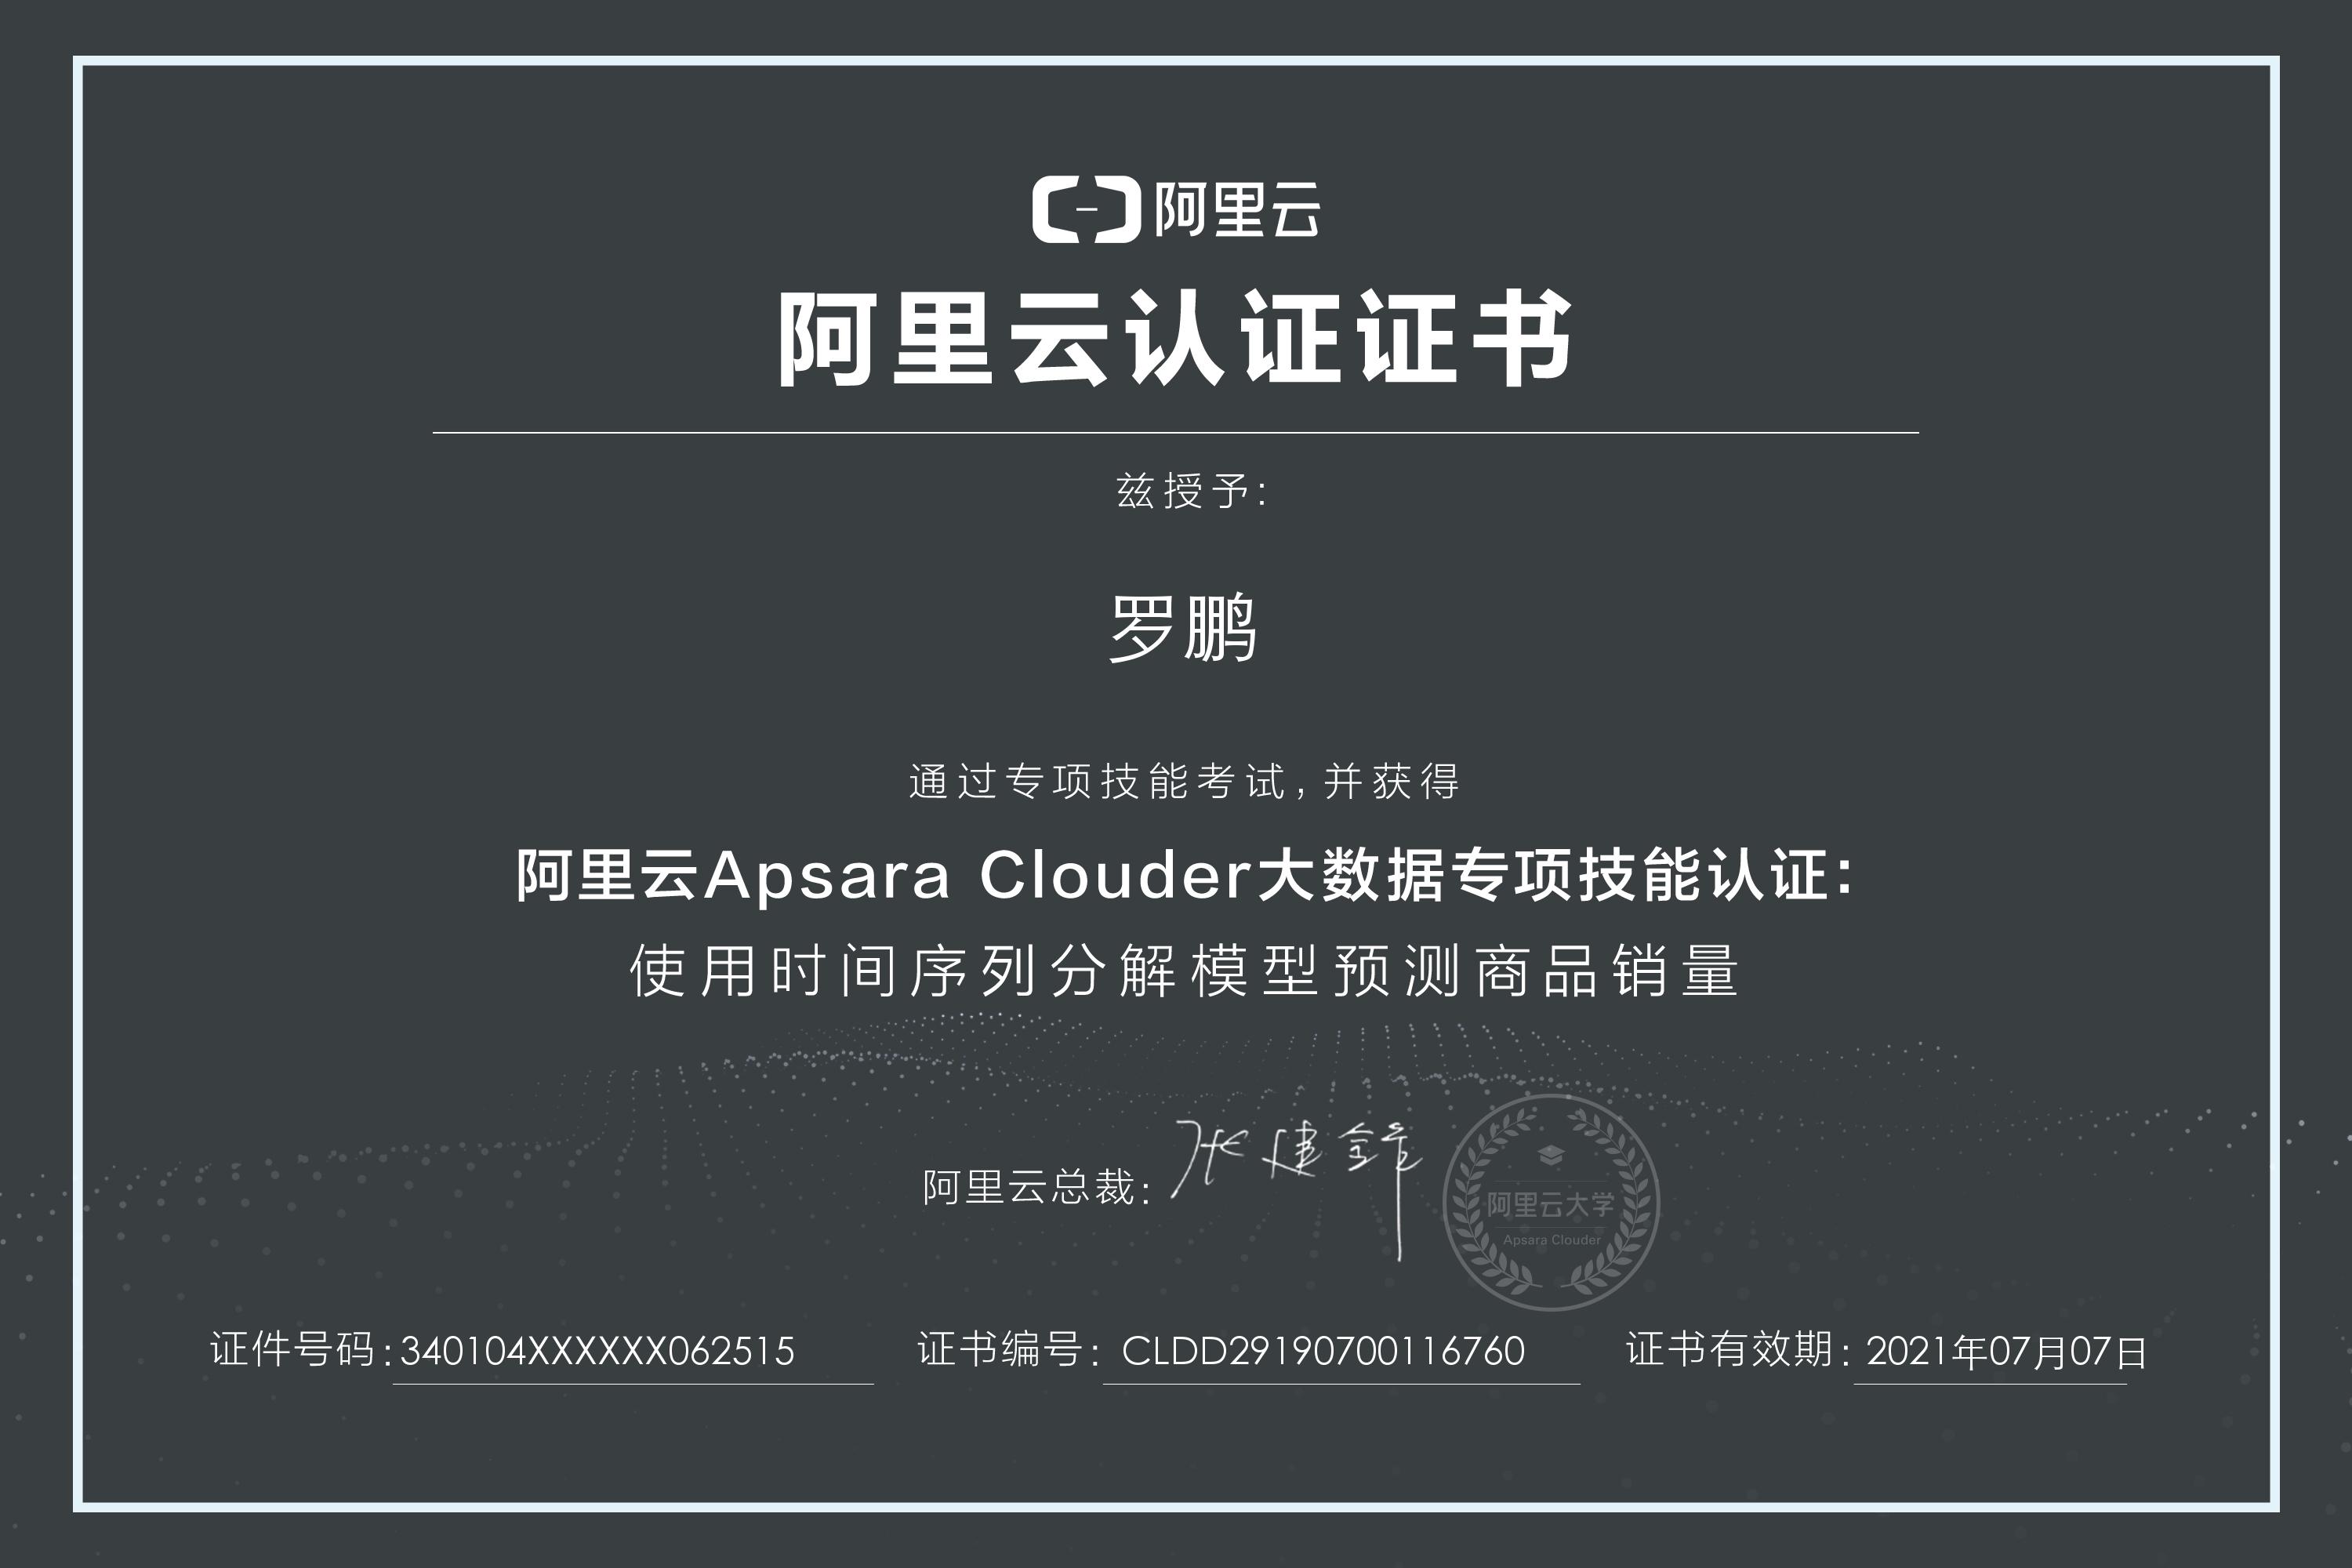 阿里云
阿里云认证证书
兹授予：
罗鹏
通过专项技能考试，并获得
阿里云Apsara Clouder大数据专项技能认证：
使用时间序列分解模型预测商品销量
阿里云总裁：张建锋
阿里云大学
Apsara Clouder
证件号码：340104XXXXXX062515 证书编号：CLDD29190700116760 证书有效期：2021年07月07日